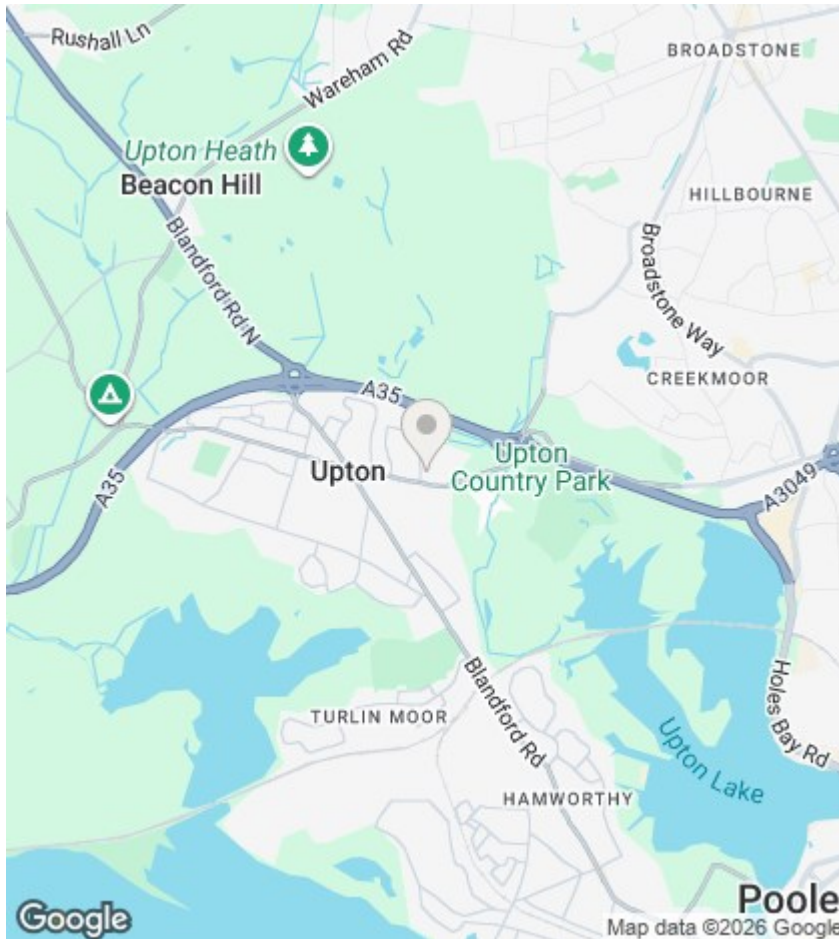 Rushall Ln
Wareham Rd
BROADSTONE
Upton Heath
Beacon Hill
HILLBOURNE
Blandford Rd N
Broadstone Way
CREEKMOOR
A35
A35
Upton
Upton
Country Park
A3049
Blandford Rd
TURLIN MOOR
Holes Bay Rd
Upton Lake
HAMWORTHY
Poole
Google
Map data ©2026 Google